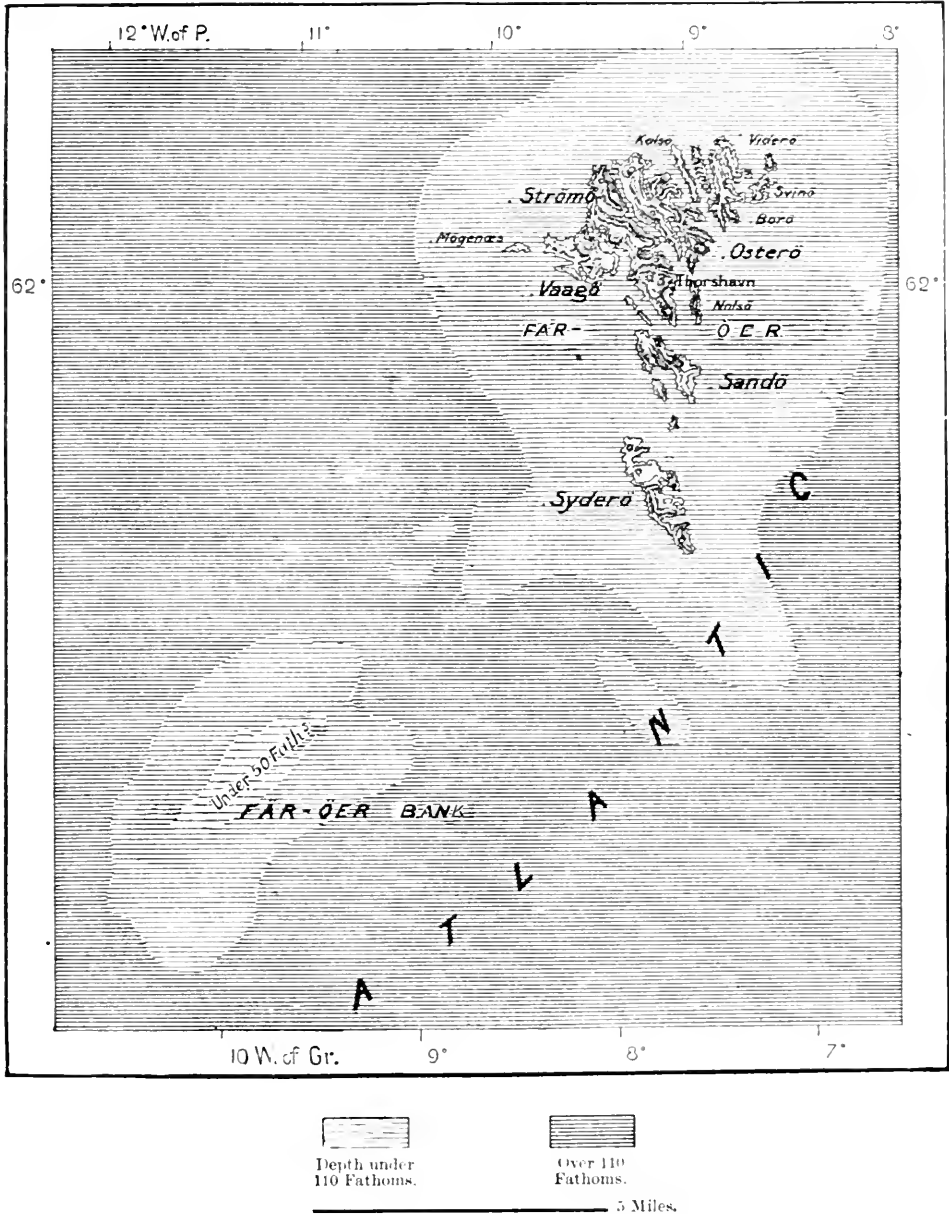 12° W. of P. 11° 10° 9° 8°
Kalsö Viderö
Strömö Svinö
Borö
Mögenæs Osterö
62° 62°
Vaagö Thorshavn
Nolsö
FÄR-ÖER
Sandö
Syderö
ATLANTIC
Under 50 Faths
FÄR-ÖER BANK
10 W. of Gr. 9° 8° 7°
Depth under
110 Fathoms.
Over 110
Fathoms.
5 Miles.